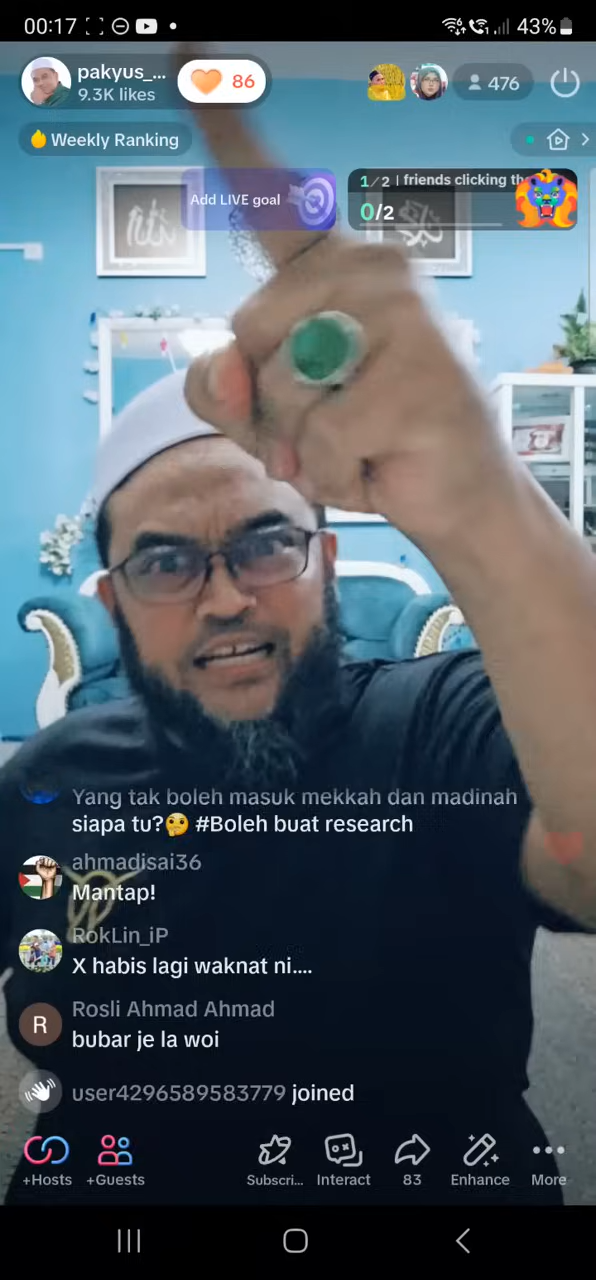 00:17
43%
pakyus_...
9.3K likes
86
476
Weekly Ranking
Add LIVE goal
1/2 | friends clicking th
0/2
Yang tak boleh masuk mekkah dan madinah
siapa tu?🤔 #Boleh buat research
ahmadisai36
Mantap!
RokLin_iP
X habis lagi waknat ni....
Rosli Ahmad Ahmad
R
bubar je la woi
user4296589583779 joined
+Hosts
+Guests
Subscri...
Interact
83
Enhance
More